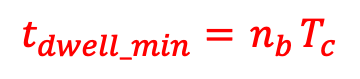 t_dwell_min = n_b T_c